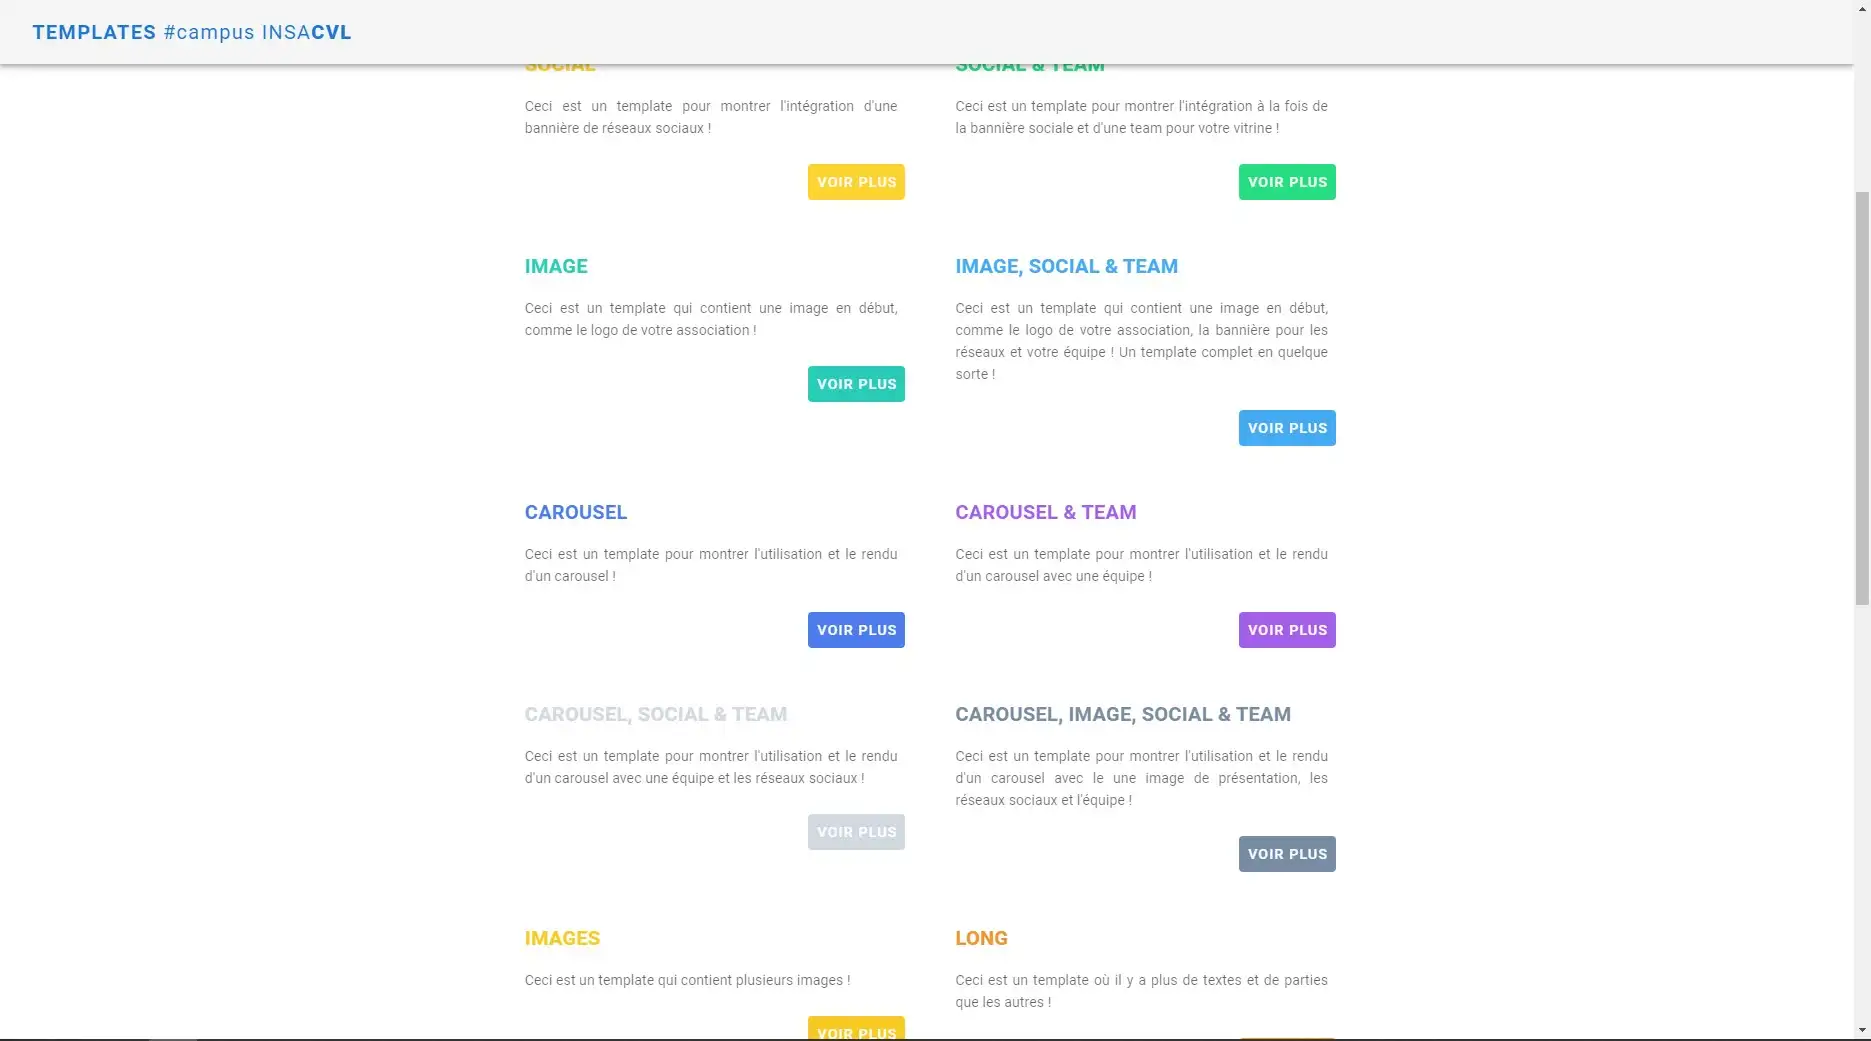 TEMPLATES #campus INSACVL
SOCIAL
Ceci est un template pour montrer l'intégration d'une
bannière de réseaux sociaux !
VOIR PLUS
SOCIAL & TEAM
Ceci est un template pour montrer l'intégration à la fois de
la bannière sociale et d'une team pour votre vitrine !
VOIR PLUS
IMAGE
Ceci est un template qui contient une image en début,
comme le logo de votre association !
VOIR PLUS
IMAGE, SOCIAL & TEAM
Ceci est un template qui contient une image en début,
comme le logo de votre association, la bannière pour les
réseaux et votre équipe ! Un template complet en quelque
sorte !
VOIR PLUS
CAROUSEL
Ceci est un template pour montrer l'utilisation et le rendu
d'un carousel !
VOIR PLUS
CAROUSEL & TEAM
Ceci est un template pour montrer l'utilisation et le rendu
d'un carousel avec une équipe !
VOIR PLUS
CAROUSEL, SOCIAL & TEAM
Ceci est un template pour montrer l'utilisation et le rendu
d'un carousel avec une équipe et les réseaux sociaux !
VOIR PLUS
CAROUSEL, IMAGE, SOCIAL & TEAM
Ceci est un template pour montrer l'utilisation et le rendu
d'un carousel avec le une image de présentation, les
réseaux sociaux et l'équipe !
VOIR PLUS
IMAGES
Ceci est un template qui contient plusieurs images !
VOIR PLUS
LONG
Ceci est un template où il y a plus de textes et de parties
que les autres !